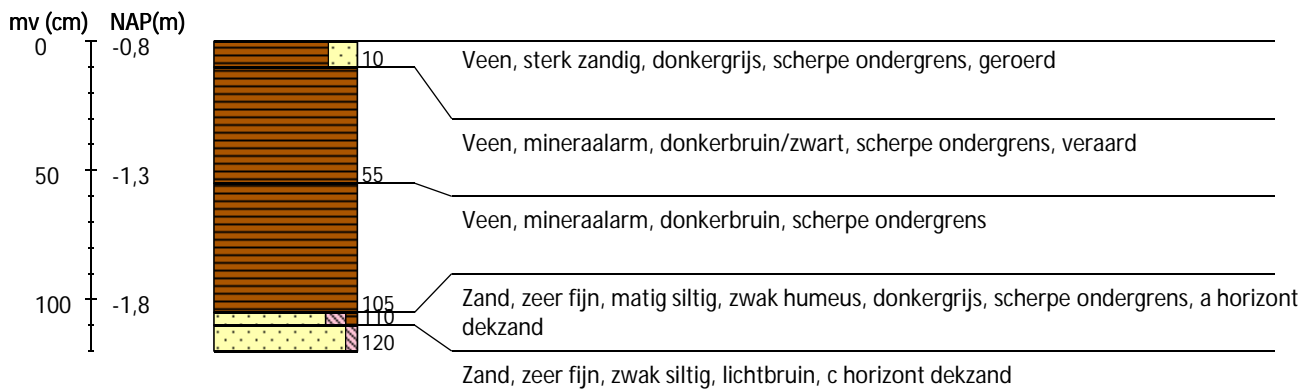 mv (cm) NAP(m)
0 -0,8
10
Veen, sterk zandig, donkergrijs, scherpe ondergrens, geroerd
Veen, mineraalarm, donkerbruin/zwart, scherpe ondergrens, veraard
50 -1,3
55
Veen, mineraalarm, donkerbruin, scherpe ondergrens
100 -1,8
105
Zand, zeer fijn, matig siltig, zwak humeus, donkergrijs, scherpe ondergrens, a horizont
dekzand
110
120
Zand, zeer fijn, zwak siltig, lichtbruin, c horizont dekzand